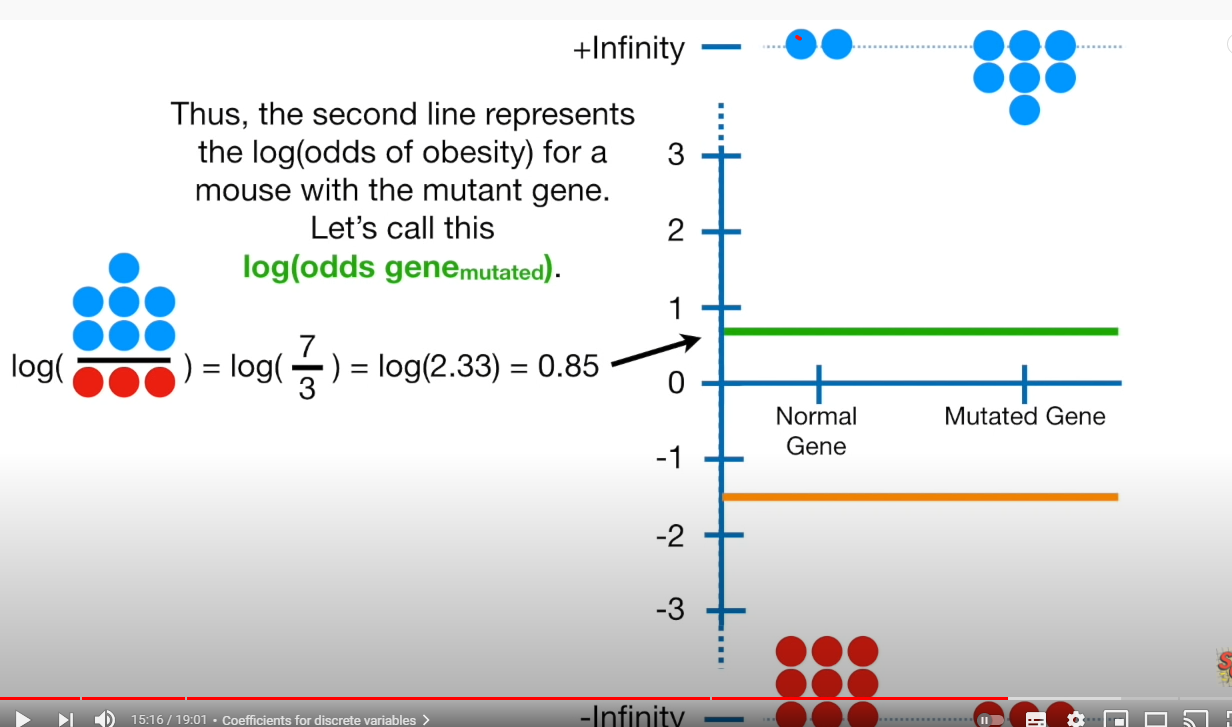 +Infinity
Thus, the second line represents
the log(odds of obesity) for a
mouse with the mutant gene.
Let's call this
log(odds gene mutated).
log( ) = log( 7/3 ) = log(2.33) = 0.85
3
2
1
0
-1
-2
-3
Normal
Gene
Mutated Gene
-Infinity
15:16 / 19:01 • Coefficients for discrete variables >